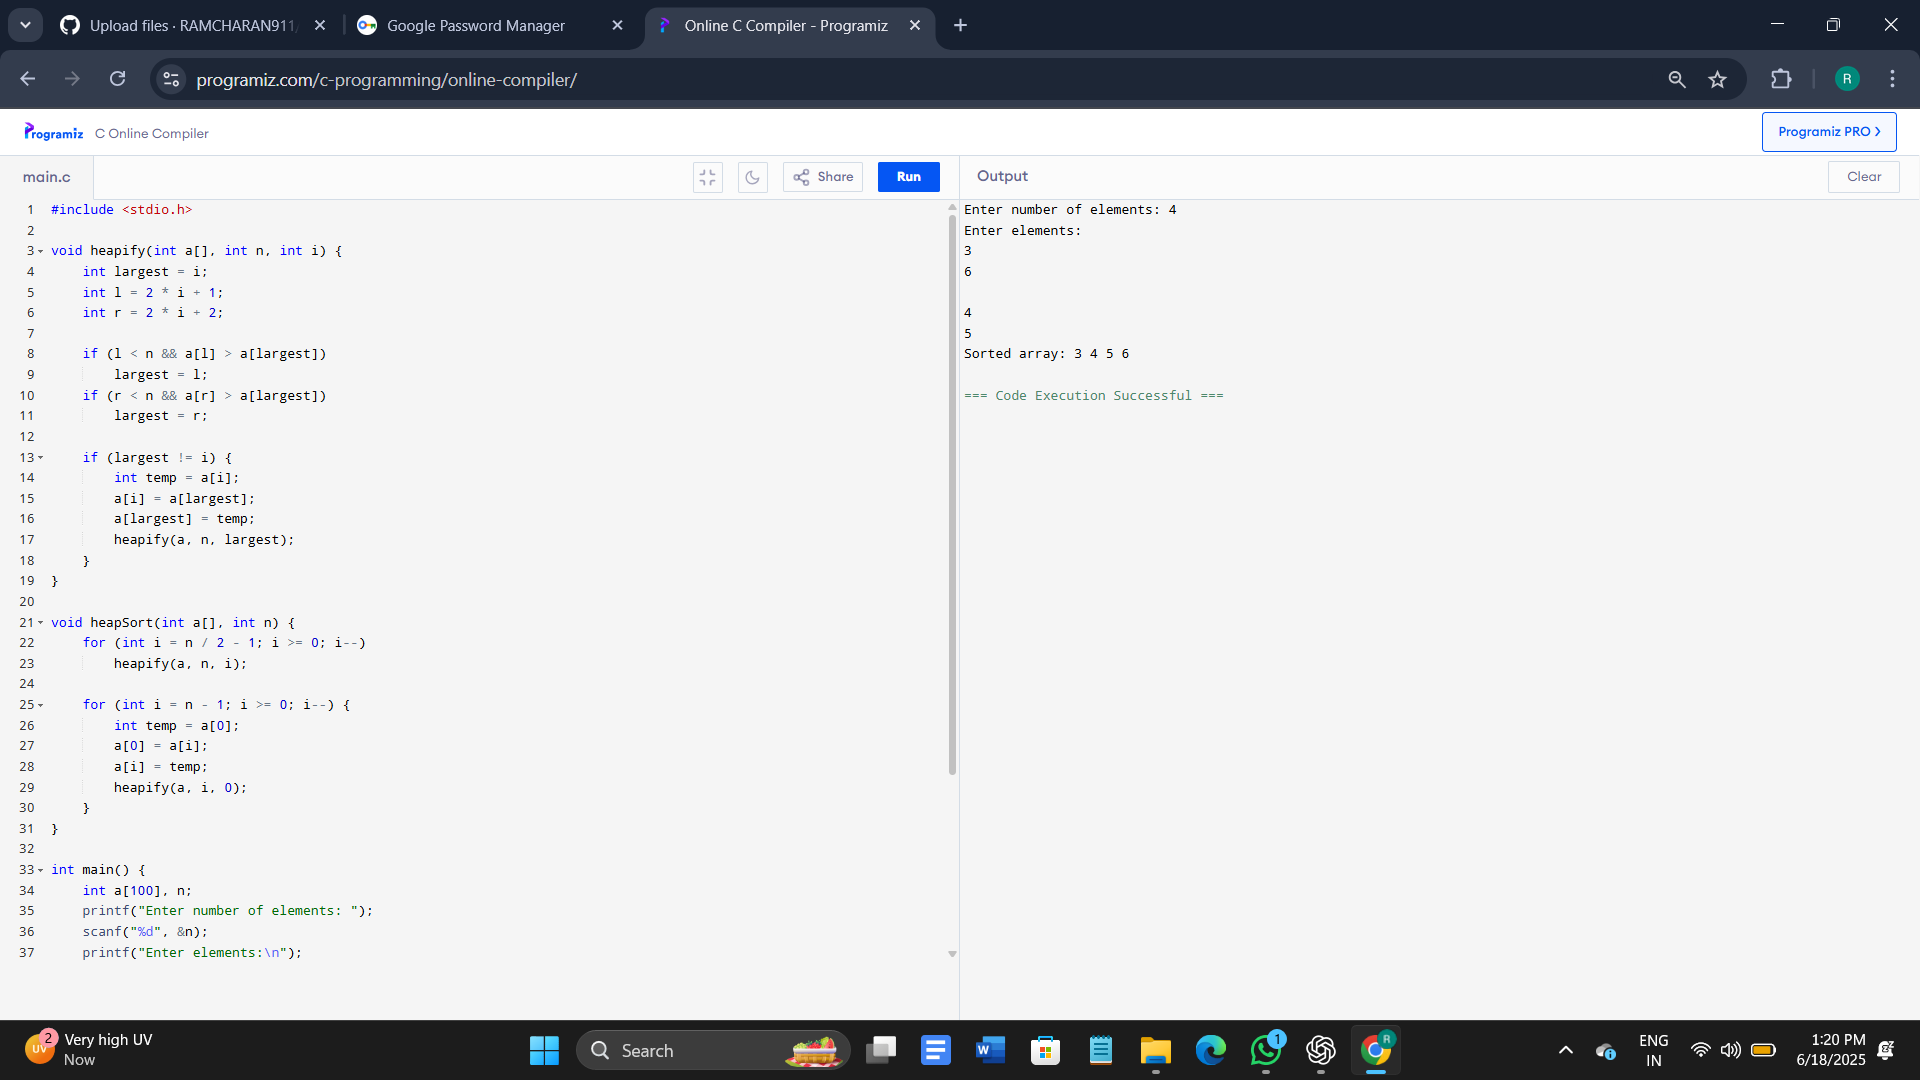 Upload files · RAMCHARAN911
Google Password Manager
Online C Compiler - Programiz
programiz.com/c-programming/online-compiler/
R
Programiz
C Online Compiler
Programiz PRO
main.c
Share
Run
Output
Clear
1 #include <stdio.h>
2
3 void heapify(int a[], int n, int i) {
4 int largest = i;
5 int l = 2 * i + 1;
6 int r = 2 * i + 2;
7
8 if (l < n && a[l] > a[largest])
9 largest = l;
10 if (r < n && a[r] > a[largest])
11 largest = r;
12
13 if (largest != i) {
14 int temp = a[i];
15 a[i] = a[largest];
16 a[largest] = temp;
17 heapify(a, n, largest);
18 }
19 }
20
21 void heapSort(int a[], int n) {
22 for (int i = n / 2 - 1; i >= 0; i--)
23 heapify(a, n, i);
24
25 for (int i = n - 1; i >= 0; i--) {
26 int temp = a[0];
27 a[0] = a[i];
28 a[i] = temp;
29 heapify(a, i, 0);
30 }
31 }
32
33 int main() {
34 int a[100], n;
35 printf("Enter number of elements: ");
36 scanf("%d", &n);
37 printf("Enter elements:\n");
Enter number of elements: 4
Enter elements:
3
6
4
5
Sorted array: 3 4 5 6
=== Code Execution Successful ===
UV
2
Very high UV
Now
Search
W
1
R
ENG
IN
1:20 PM
6/18/2025